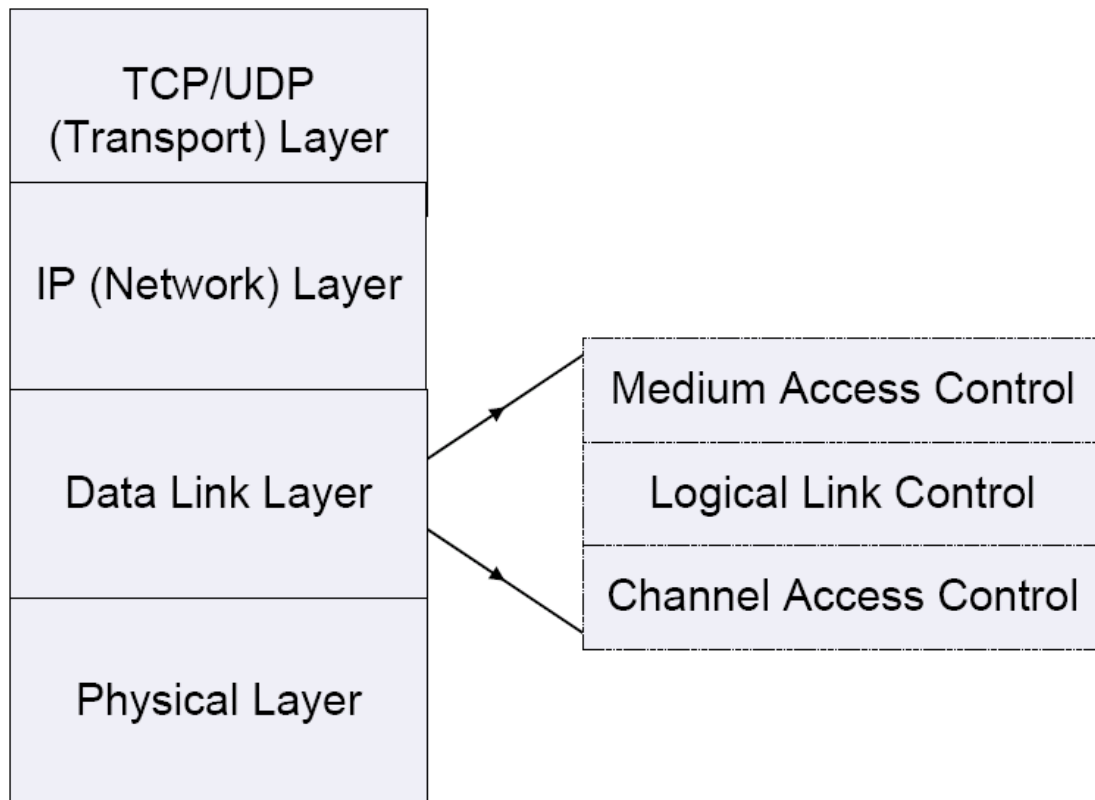 TCP/UDP
(Transport) Layer
IP (Network) Layer
Data Link Layer
Physical Layer
Medium Access Control
Logical Link Control
Channel Access Control